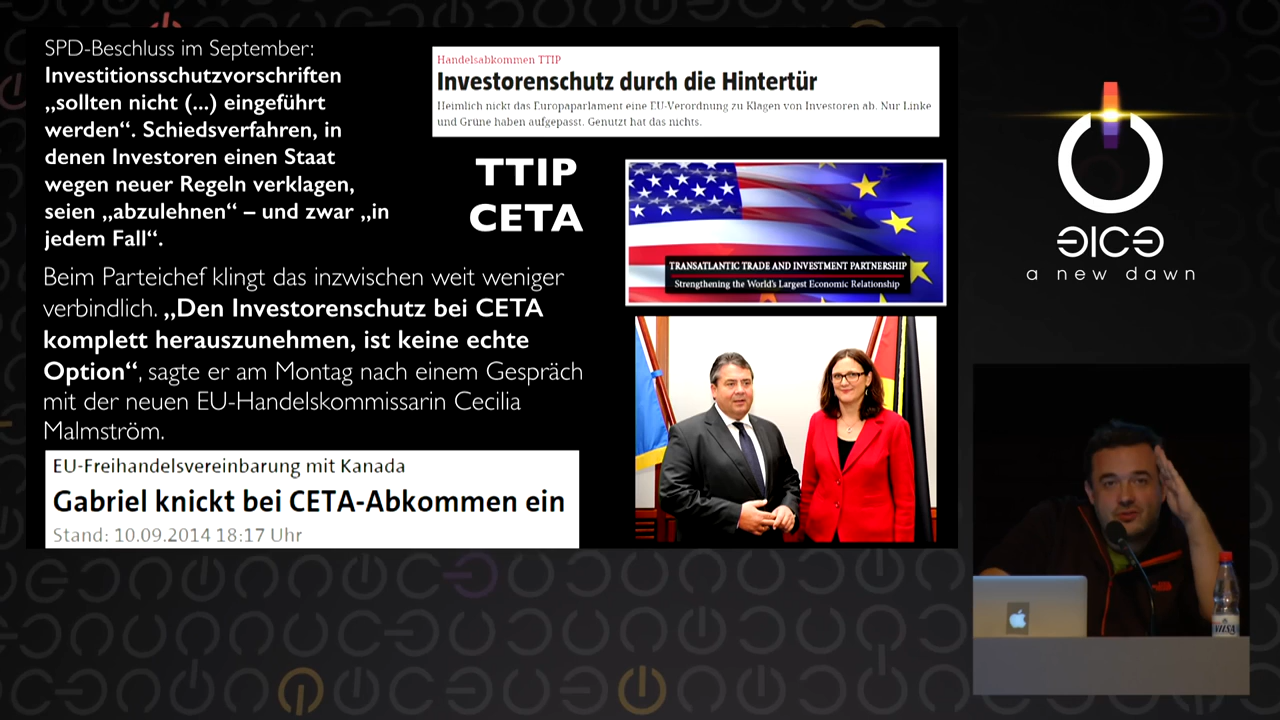 SPD-Beschluss im September:
Investitionsschutzvorschriften
„sollten nicht (...) eingeführt
werden“. Schiedsverfahren, in
denen Investoren einen Staat
wegen neuer Regeln verklagen,
seien „abzulehnen“ – und zwar „in
jedem Fall“.
Beim Parteichef klingt das inzwischen weit weniger
verbindlich. „Den Investorenschutz bei CETA
komplett herauszunehmen, ist keine echte
Option“, sagte er am Montag nach einem Gespräch
mit der neuen EU-Handelskommissarin Cecilia
Malmström.
EU-Freihandelsvereinbarung mit Kanada
Gabriel knickt bei CETA-Abkommen ein
Stand: 10.09.2014 18:17 Uhr
Handelsabkommen TTIP
Investorenschutz durch die Hintertür
Heimlich nickt das Europaparlament eine EU-Verordnung zu Klagen von Investoren ab. Nur Linke
und Grüne haben aufgepasst. Genutzt hat das nichts.
TTIP
CETA
TRANSATLANTIC TRADE AND INVESTMENT PARTNERSHIP
Strengthening the World's Largest Economic Relationship
a new dawn
VILSA